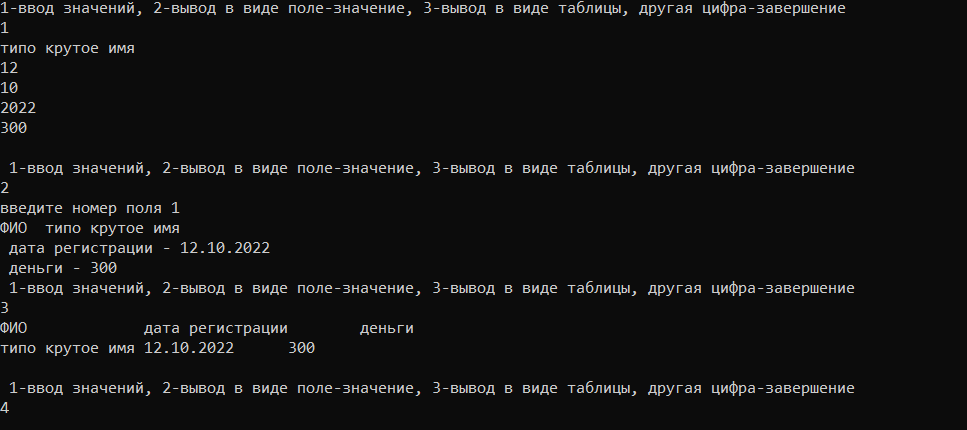 1-ввод значений, 2-вывод в виде поле-значение, 3-вывод в виде таблицы, другая цифра-завершение
1
типо крутое имя
12
10
2022
300
1-ввод значений, 2-вывод в виде поле-значение, 3-вывод в виде таблицы, другая цифра-завершение
2
введите номер поля 1
ФИО  типо крутое имя
дата регистрации - 12.10.2022
деньги - 300
1-ввод значений, 2-вывод в виде поле-значение, 3-вывод в виде таблицы, другая цифра-завершение
3
ФИО             дата регистрации        деньги
типо крутое имя 12.10.2022      300
1-ввод значений, 2-вывод в виде поле-значение, 3-вывод в виде таблицы, другая цифра-завершение
4